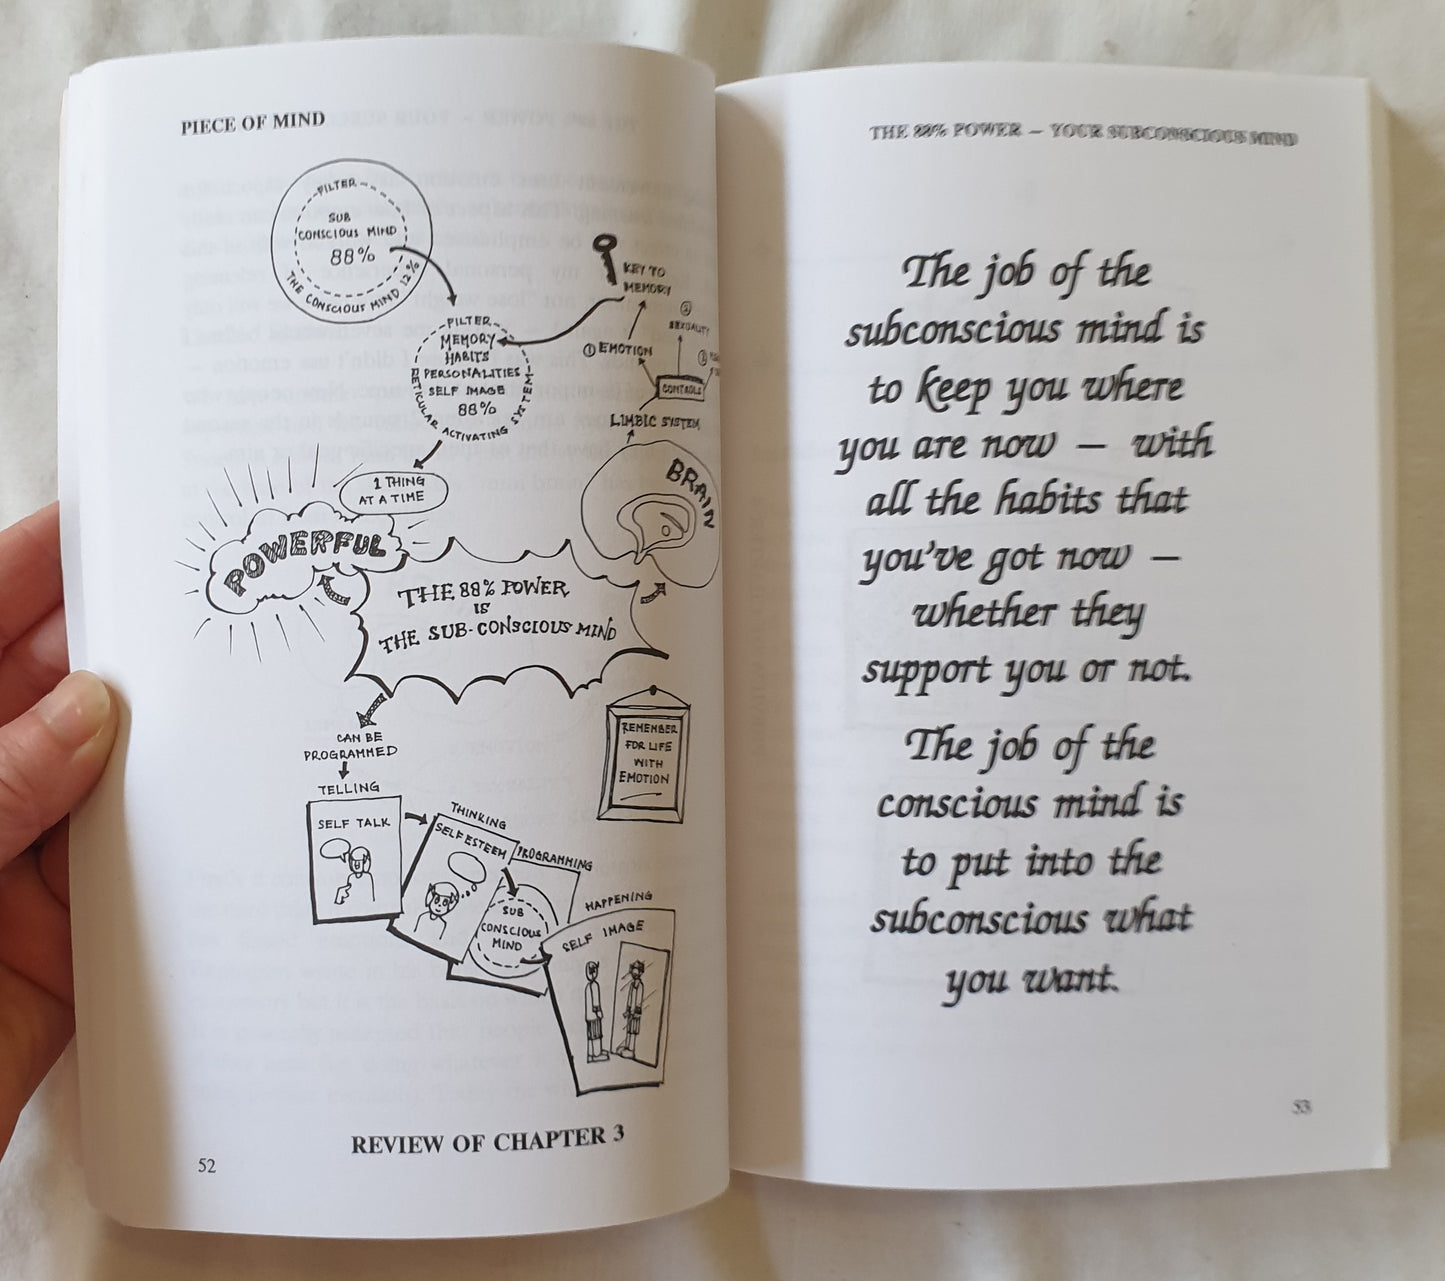 PIECE OF MIND
FILTER
SUB
CONSCIOUS MIND
88%
THE CONSCIOUS MIND 12%
KEY TO
MEMORY
②
SEXUALITY
① EMOTION
③
CONTROLS
LIMBIC SYSTEM
FILTER
MEMORY
HABITS
PERSONALITIES
SELF IMAGE
88%
RETICULAR ACTIVATING SYSTEM
1 THING
AT A TIME
BRAIN
POWERFUL
THE 88% POWER
IS
THE SUB-CONSCIOUS MIND
REMEMBER
FOR LIFE
WITH
EMOTION
CAN BE
PROGRAMMED
TELLING
SELF TALK
THINKING
SELF ESTEEM
PROGRAMMING
SUB
CONSCIOUS
MIND
HAPPENING
SELF IMAGE
REVIEW OF CHAPTER 3
52
THE 88% POWER – YOUR SUBCONSCIOUS MIND
The job of the
subconscious mind is
to keep you where
you are now – with
all the habits that
you've got now –
whether they
support you or not.
The job of the
conscious mind is
to put into the
subconscious what
you want.
53